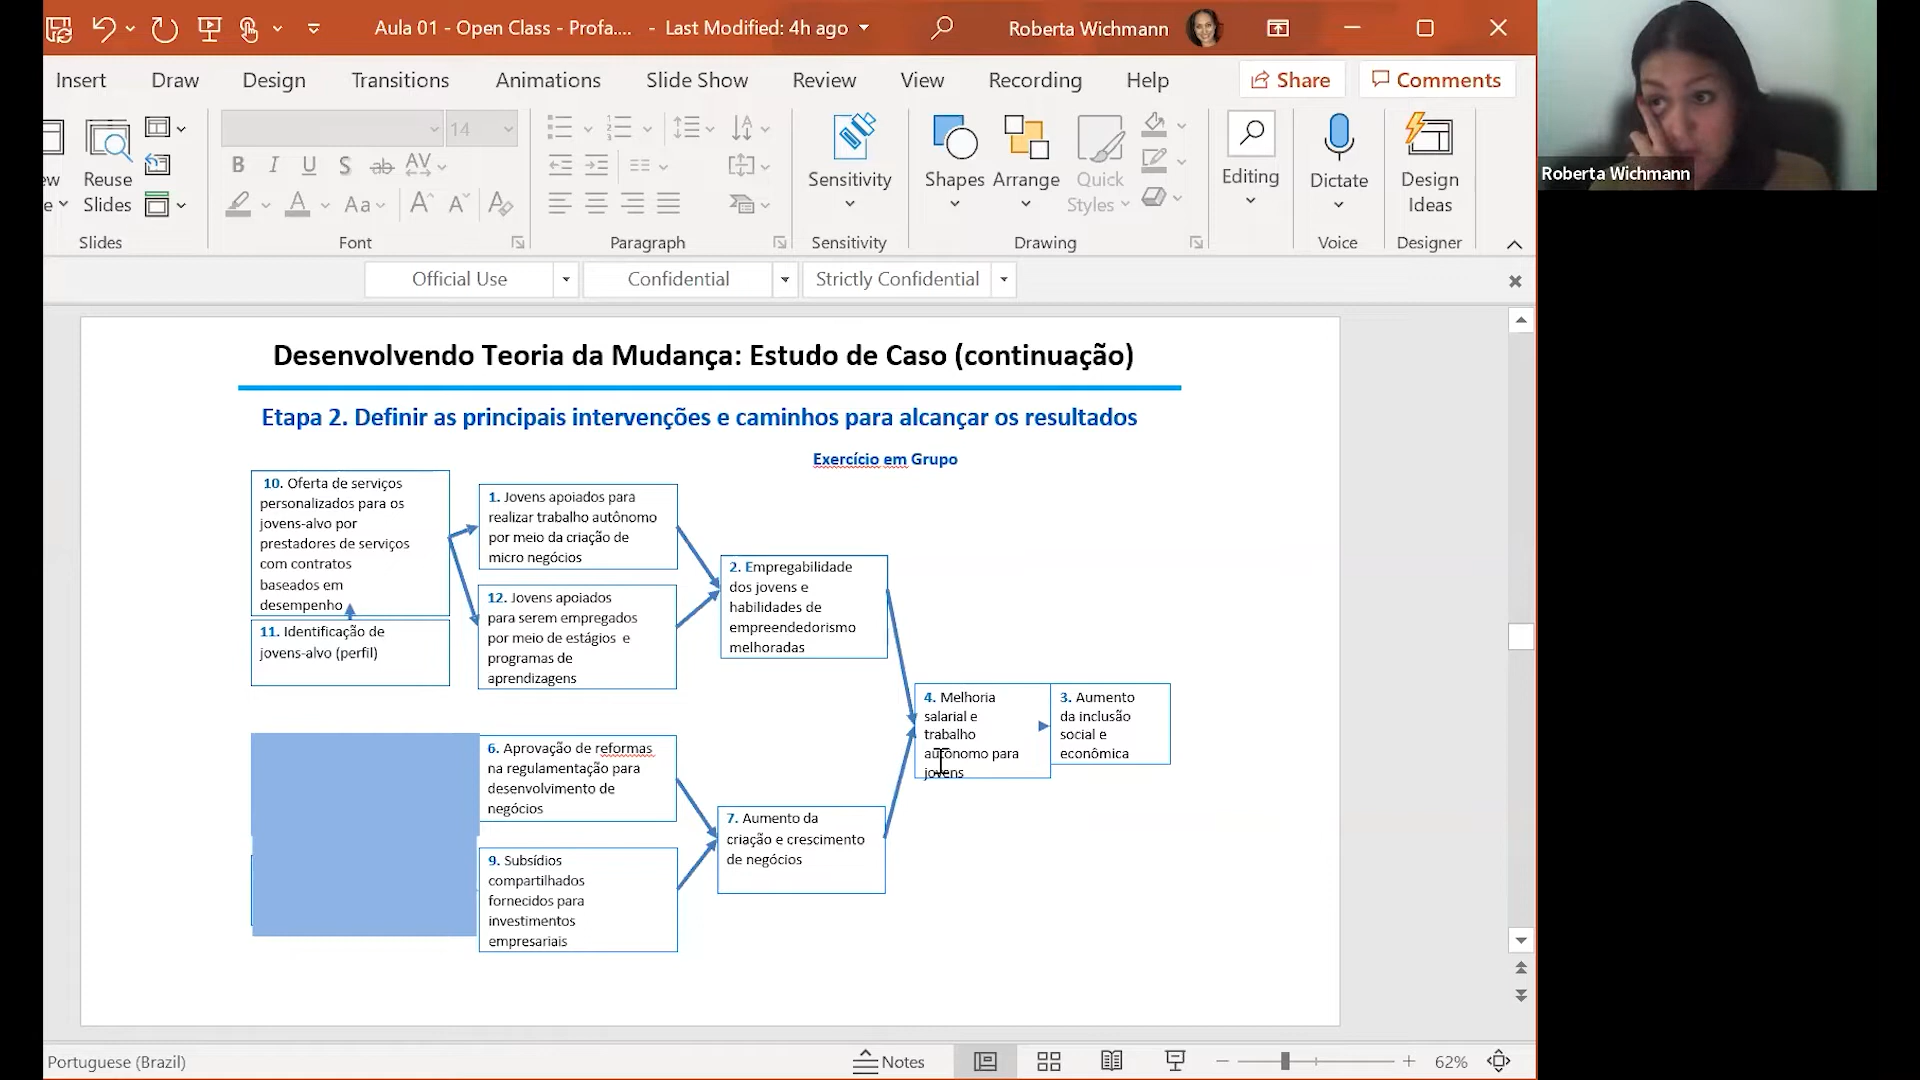 Aula 01 - Open Class - Profa.... - Last Modified: 4h ago
Roberta Wichmann
Insert
Draw
Design
Transitions
Animations
Slide Show
Review
View
Recording
Help
Share
Comments
Reuse
Slides
Slides
14
B I U S ab AV
A Aa A A A
Font
Paragraph
Sensitivity
Sensitivity
Shapes
Arrange
Quick
Styles
Drawing
Editing
Dictate
Voice
Design
Ideas
Designer
Official Use
Confidential
Strictly Confidential
Roberta Wichmann
Desenvolvendo Teoria da Mudança: Estudo de Caso (continuação)
Etapa 2. Definir as principais intervenções e caminhos para alcançar os resultados
Exercício em Grupo
10. Oferta de serviços
personalizados para os
jovens-alvo por
prestadores de serviços
com contratos
baseados em
desempenho
11. Identificação de
jovens-alvo (perfil)
1. Jovens apoiados para
realizar trabalho autônomo
por meio da criação de
micro negócios
12. Jovens apoiados
para serem empregados
por meio de estágios e
programas de
aprendizagens
2. Empregabilidade
dos jovens e
habilidades de
empreendedorismo
melhoradas
4. Melhoria
salarial e
trabalho
autônomo para
jovens
3. Aumento
da inclusão
social e
econômica
6. Aprovação de reformas
na regulamentação para
desenvolvimento de
negócios
7. Aumento da
criação e crescimento
de negócios
9. Subsídios
compartilhados
fornecidos para
investimentos
empresariais
Portuguese (Brazil)
Notes
62%